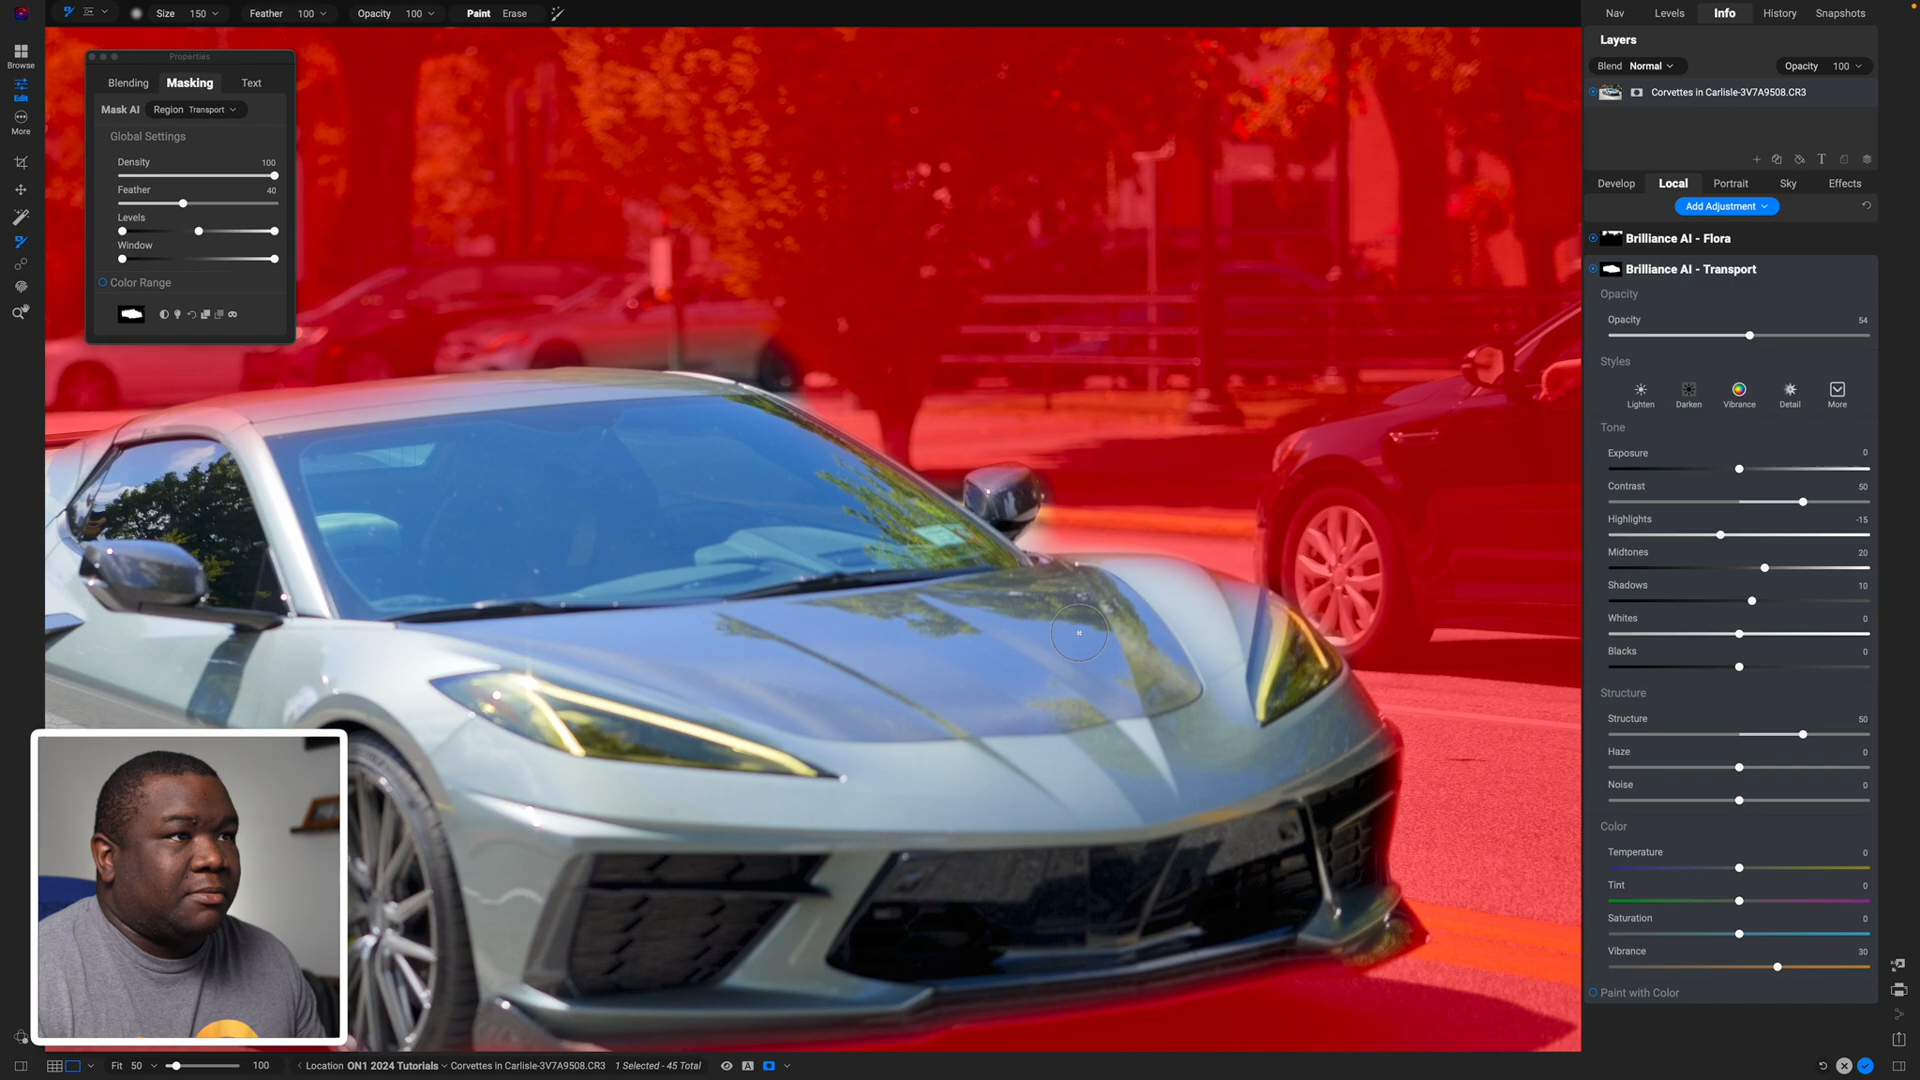 Size 150 Feather 100 Opacity 100 Paint Erase
Nav Levels Info History Snapshots
Browse
Edit
More
Properties
Blending Masking Text
Mask AI Region Transport
Global Settings
Density 100
Feather 40
Levels
Window
Color Range
Layers
Blend Normal Opacity 100
Corvettes in Carlisle-3V7A9508.CR3
T
Develop Local Portrait Sky Effects
Add Adjustment
Brilliance AI - Flora
Brilliance AI - Transport
Opacity
Opacity 54
Styles
Lighten Darken Vibrance Detail More
Tone
Exposure 0
Contrast 50
Highlights -15
Midtones 20
Shadows 10
Whites 0
Blacks 0
Structure
Structure 50
Haze 0
Noise 0
Color
Temperature 0
Tint 0
Saturation 0
Vibrance 30
Paint with Color
Fit 50 100 Location ON1 2024 Tutorials Corvettes in Carlisle-3V7A9508.CR3 1 Selected - 45 Total A